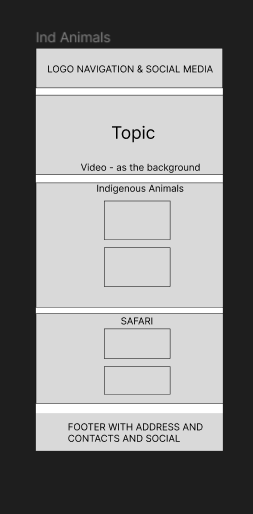 Ind Animals
LOGO NAVIGATION & SOCIAL MEDIA
Topic
Video - as the background
Indigenous Animals
SAFARI
FOOTER WITH ADDRESS AND
CONTACTS AND SOCIAL